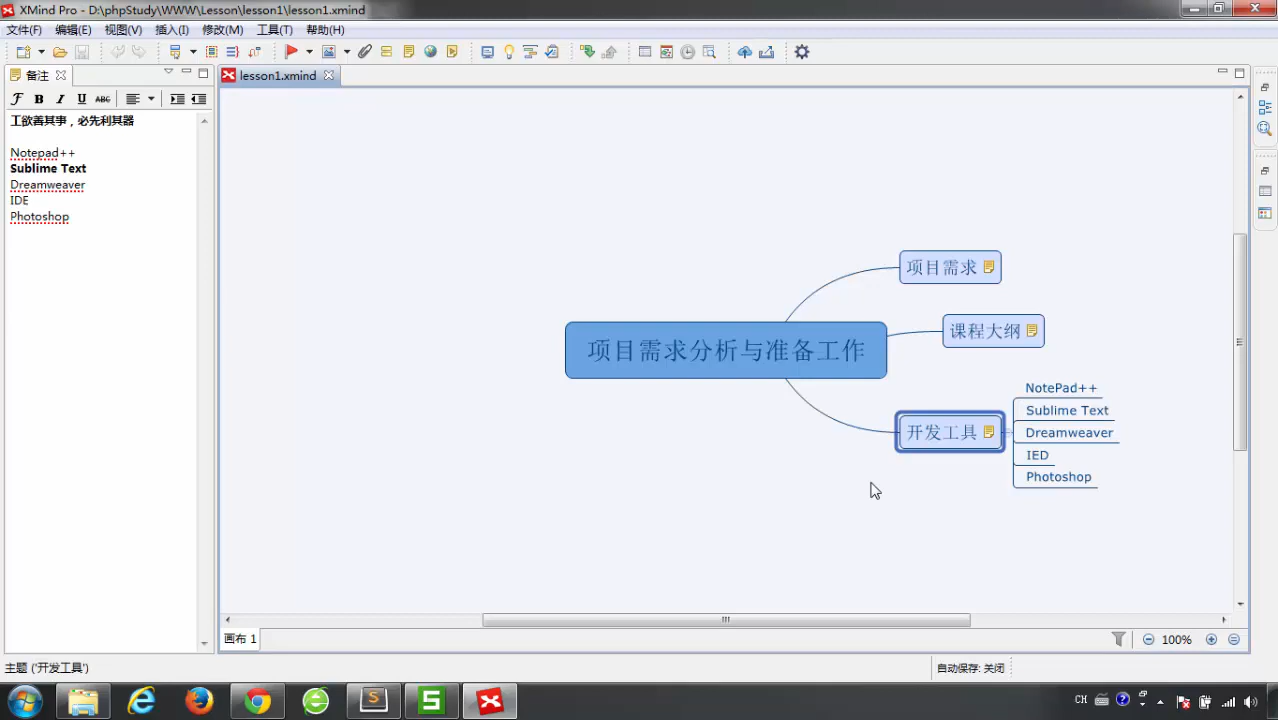 XMind Pro - D:\phpStudy\WWW\Lesson\lesson1\lesson1.xmind
文件(F) 编辑(E) 视图(V) 插入(I) 修改(M) 工具(T) 帮助(H)
备注
lesson1.xmind
B I U ABC
工欲善其事，必先利其器
Notepad++
Sublime Text
Dreamweaver
IDE
Photoshop
项目需求
课程大纲
项目需求分析与准备工作
开发工具
NotePad++
Sublime Text
Dreamweaver
IED
Photoshop
画布 1
100%
主题 ('开发工具')
自动保存: 关闭
CH